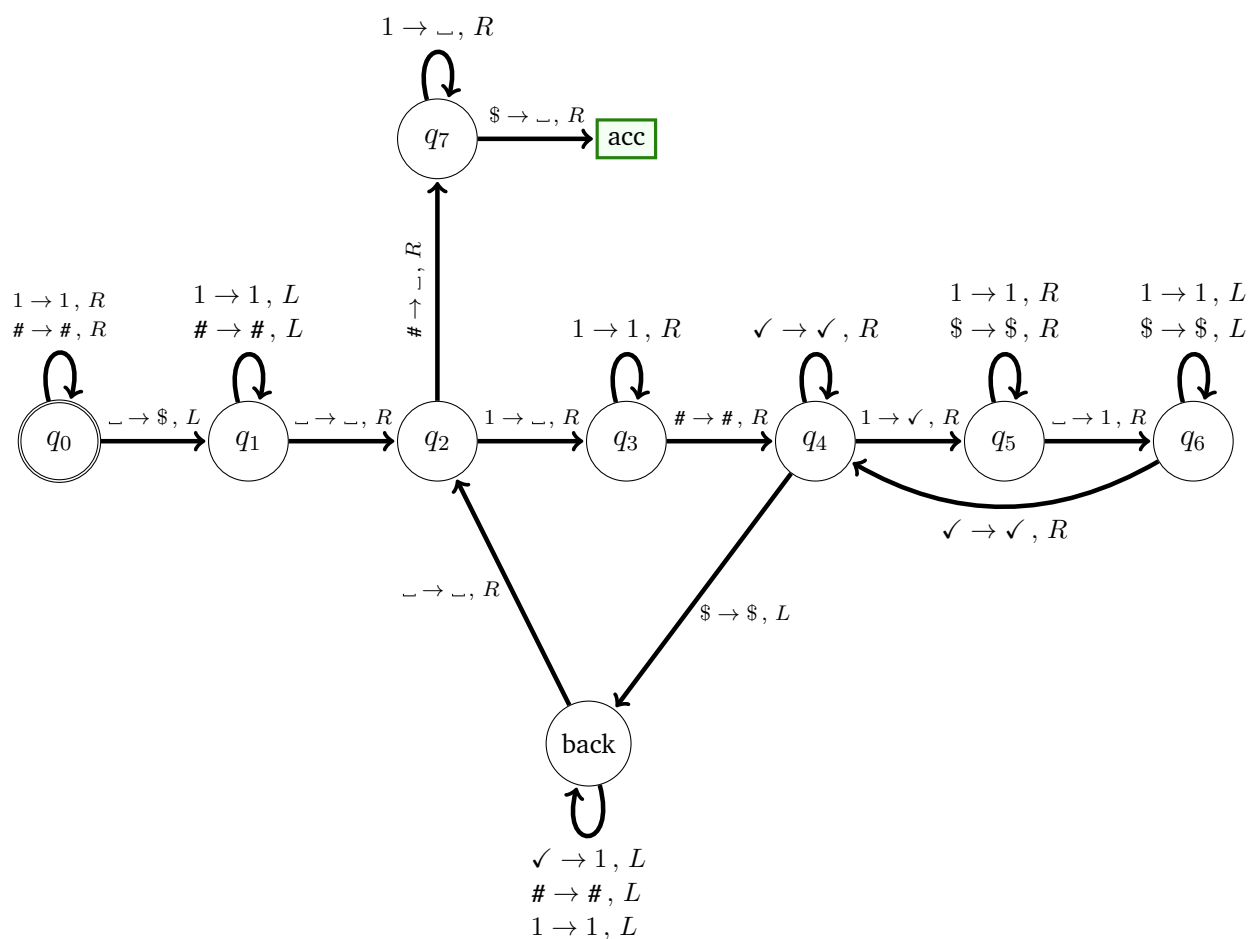 1 → ␣, R
$ → ␣, R
q7
acc
# → ␣, R
1 → 1, R
# → #, R
1 → 1, L
# → #, L
1 → 1, R
✓ → ✓, R
1 → 1, R
$ → $, R
1 → 1, L
$ → $, L
q0
␣ → $, L
q1
␣ → ␣, R
q2
1 → ␣, R
q3
# → #, R
q4
1 → ✓, R
q5
␣ → 1, R
q6
✓ → ✓, R
␣ → ␣, R
$ → $, L
back
✓ → 1, L
# → #, L
1 → 1, L